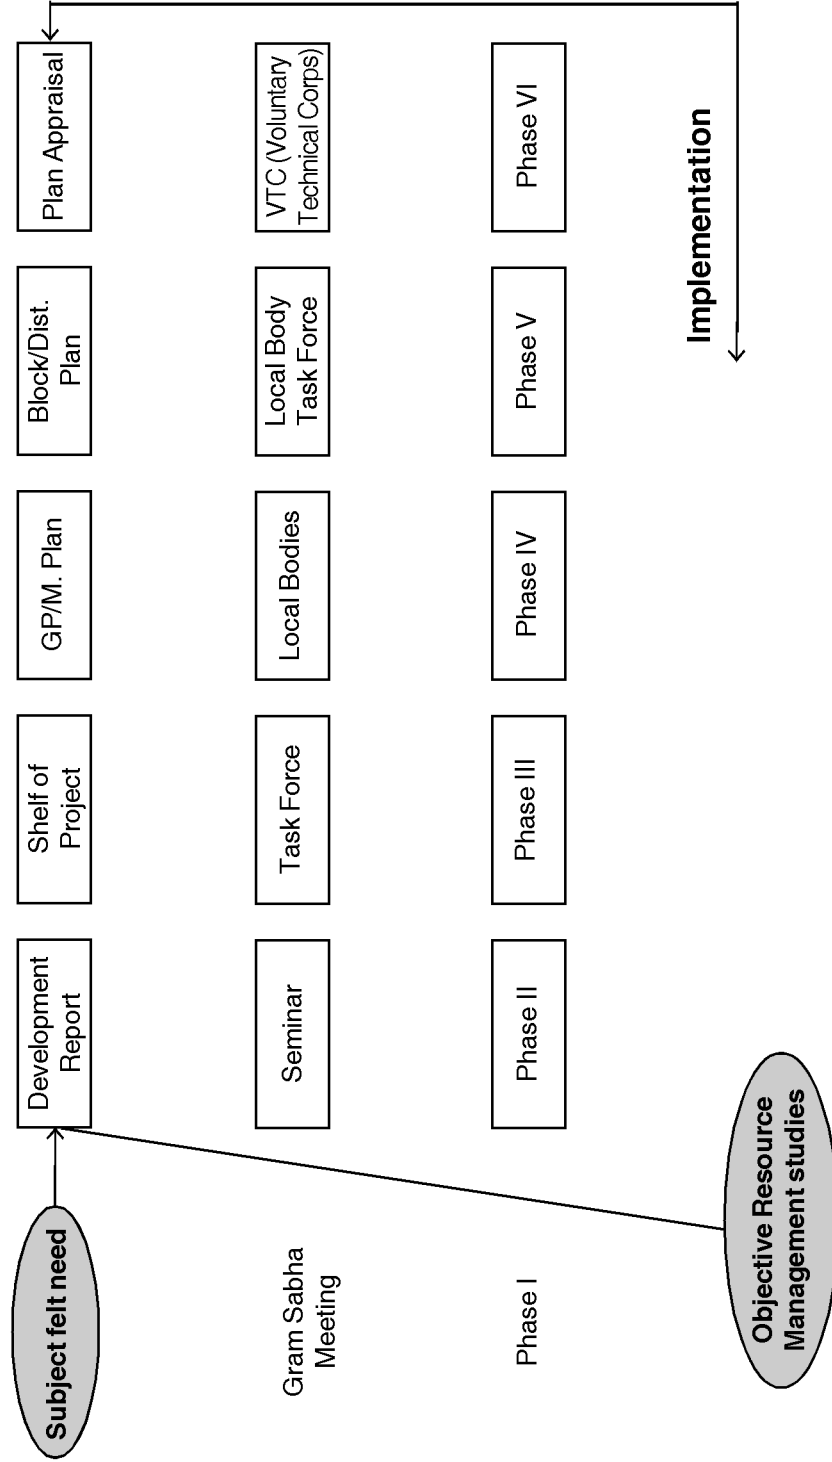 Subject felt need
Development
Report
Shelf of
Project
GP/M. Plan
Block/Dist.
Plan
Plan Appraisal
Gram Sabha
Meeting
Seminar
Task Force
Local Bodies
Local Body
Task Force
VTC (Voluntary
Technical Corps)
Phase I
Phase II
Phase III
Phase IV
Phase V
Phase VI
Implementation
Objective Resource
Management studies